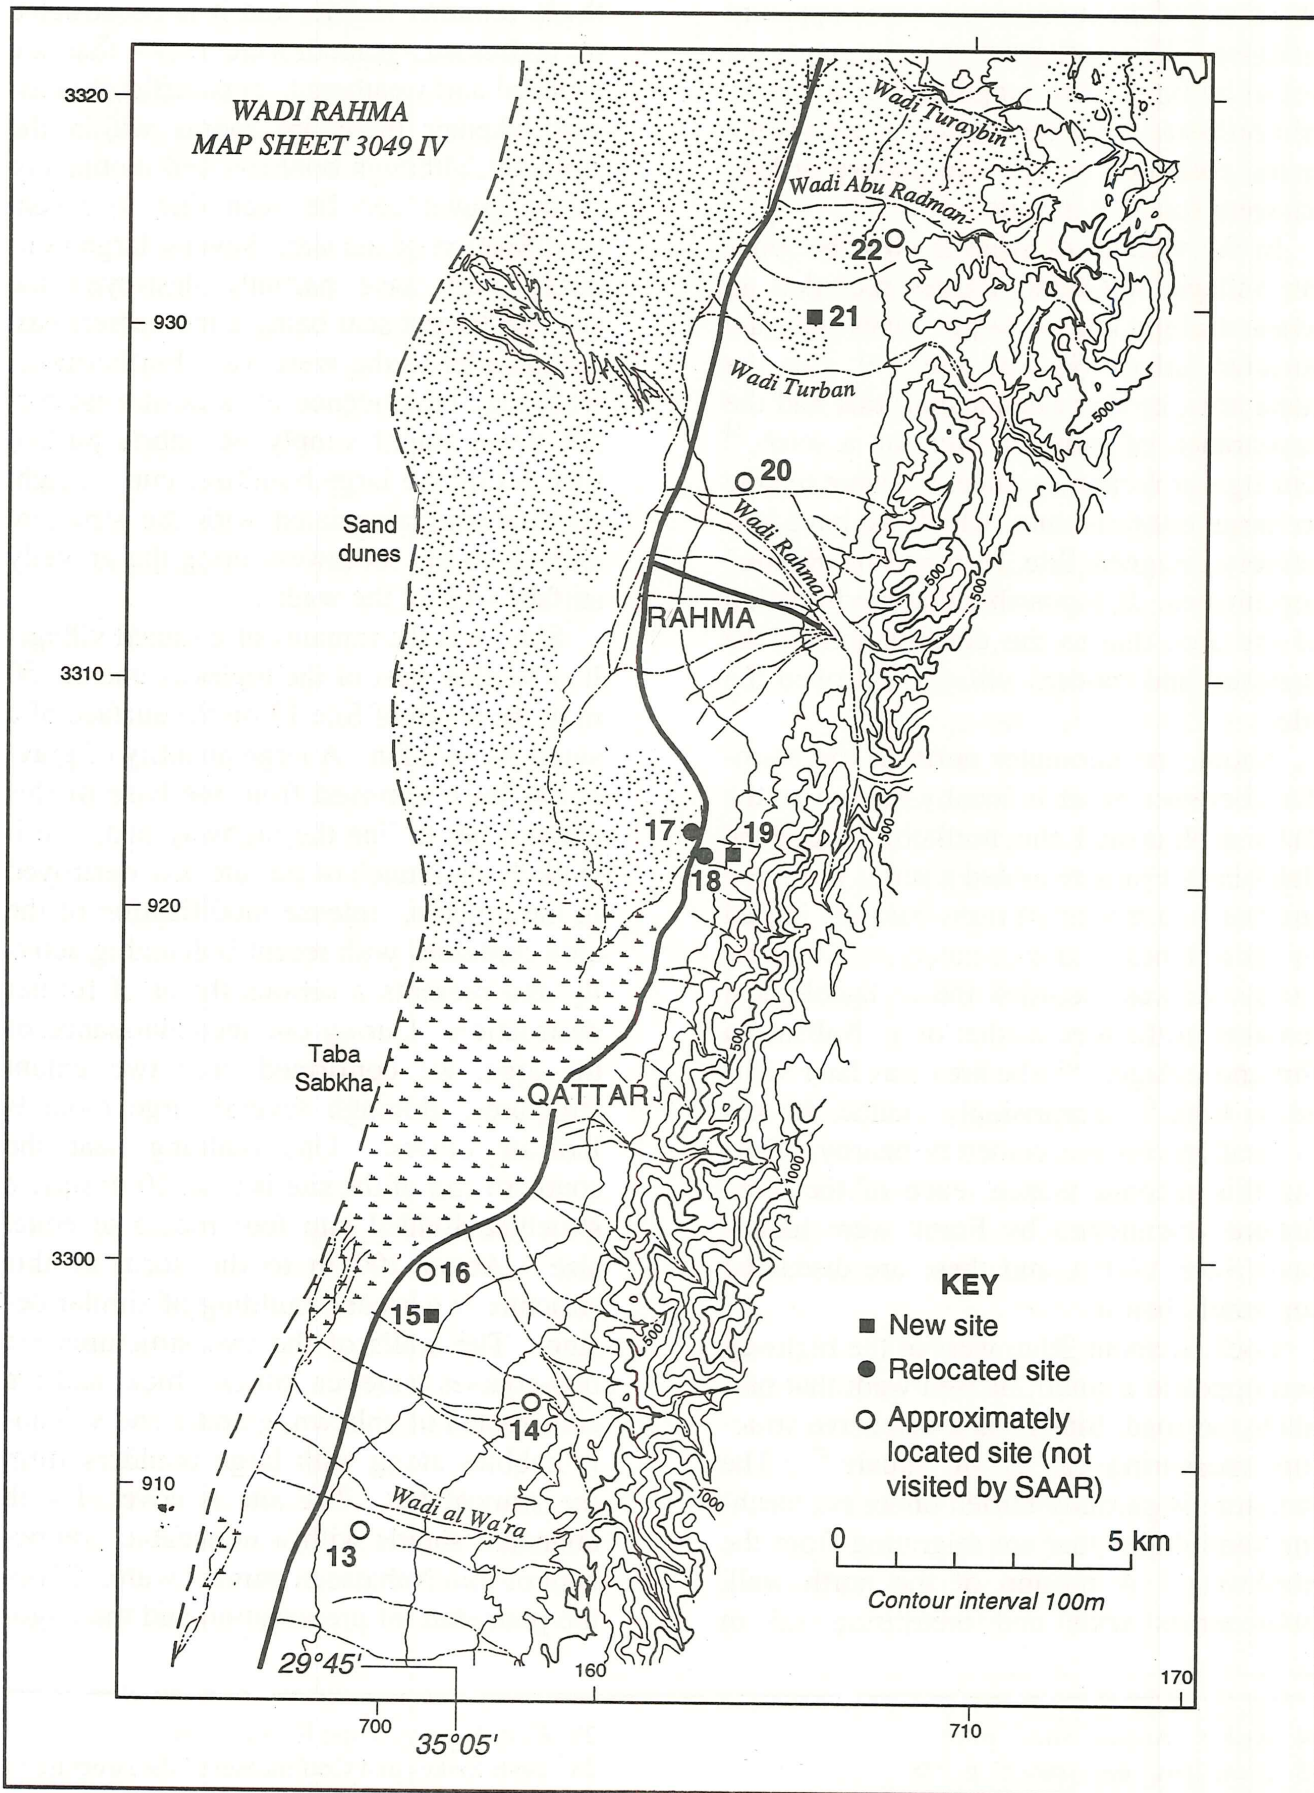 3320
WADI RAHMA
MAP SHEET 3049 IV
Wadi Turaybin
Wadi Abu Radman
22
930
21
Wadi Turban
500
20
Sand
dunes
Wadi Rahma
500
500
RAHMA
3310
17
19
500
18
920
500
Taba
Sabkha
QATTAR
1000
3300
16
15
KEY
New site
500
Relocated site
14
Approximately
located site (not
visited by SAAR)
910
1000
Wadi al Wa'ra
0
5 km
13
Contour interval 100m
29°45'
160
170
700
710
35°05'